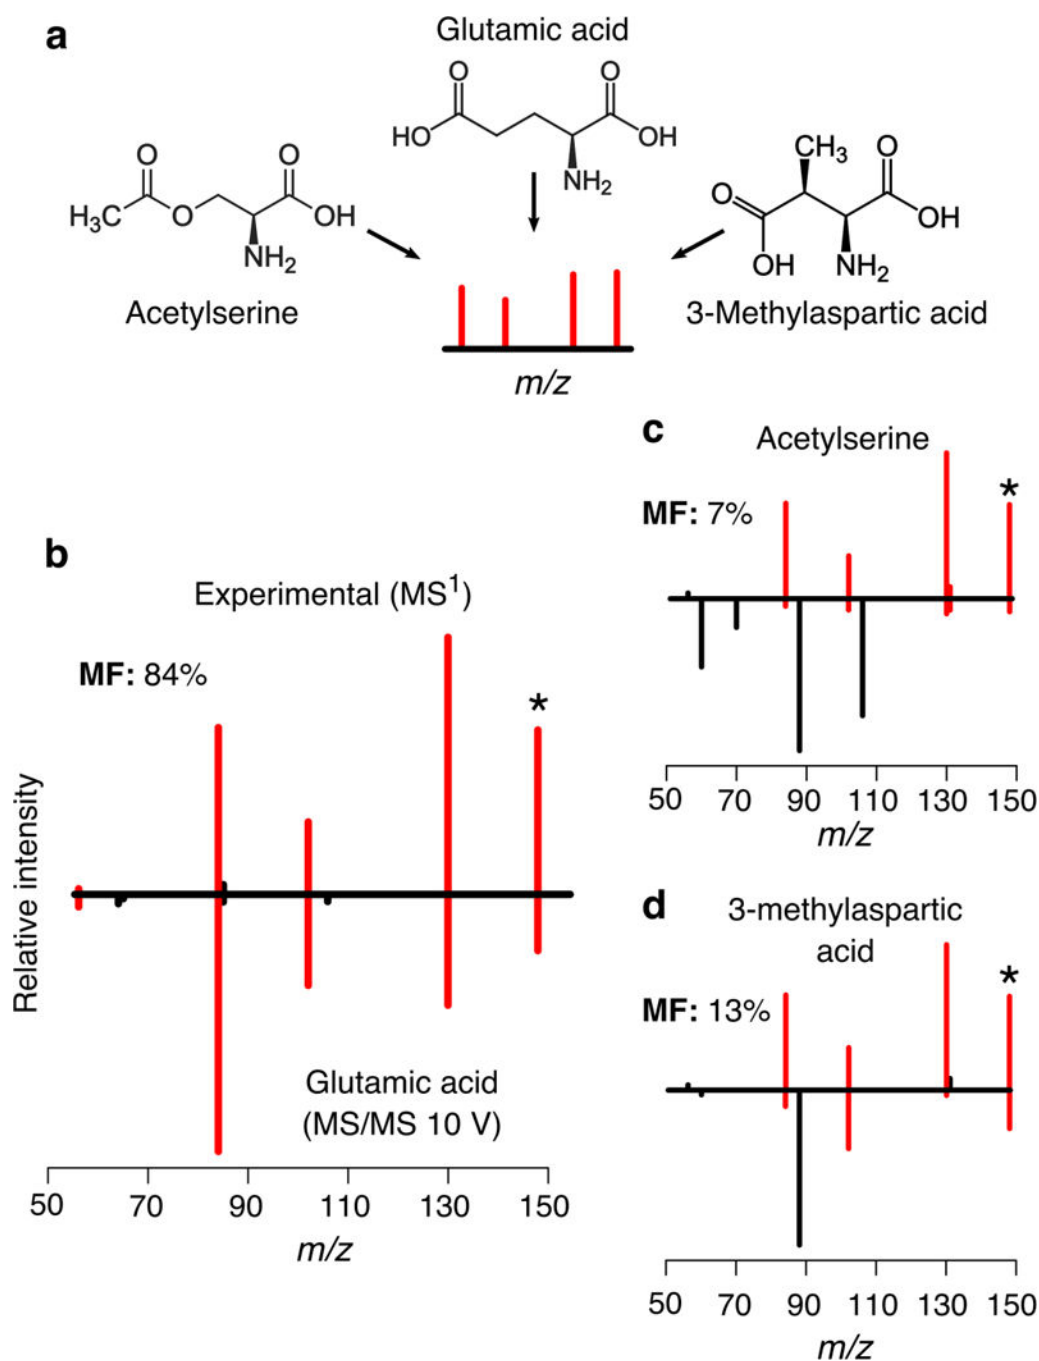 a
Glutamic acid
O
O
HO
OH
NH2
O
O
H3C
O
OH
NH2
Acetylserine
CH3
O
O
OH
OH
NH2
3-Methylaspartic acid
m/z
b
Experimental (MS1)
MF: 84%
*
Relative intensity
Glutamic acid
(MS/MS 10 V)
50 70 90 110 130 150
m/z
c
Acetylserine
MF: 7%
*
50 70 90 110 130 150
m/z
d
3-methylaspartic
acid
MF: 13%
*
50 70 90 110 130 150
m/z